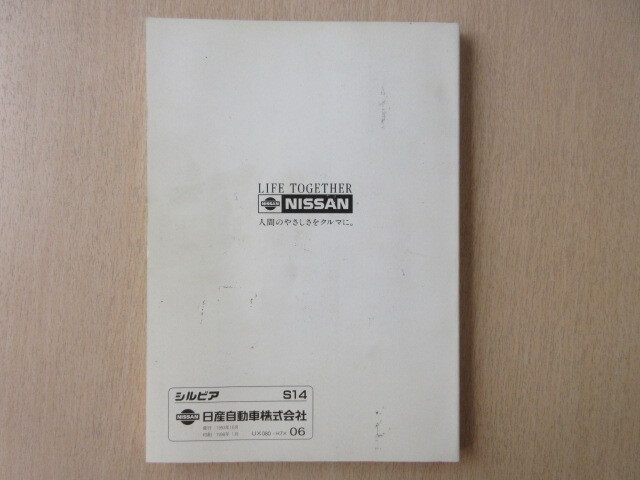 LIFE TOGETHER
NISSAN NISSAN
人間のやさしさをクルマに。
シルビア S14
NISSAN 日産自動車株式会社
06